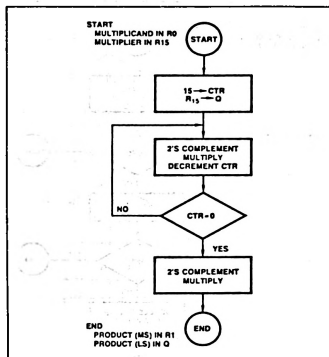 START
MULTIPLICAND IN R0
MULTIPLIER IN R15
START
15 → CTR
R15 → Q
2'S COMPLEMENT
MULTIPLY
DECREMENT CTR
NO
CTR = 0
YES
2'S COMPLEMENT
MULTIPLY
END
PRODUCT (MS) IN R1
PRODUCT (LS) IN Q
END